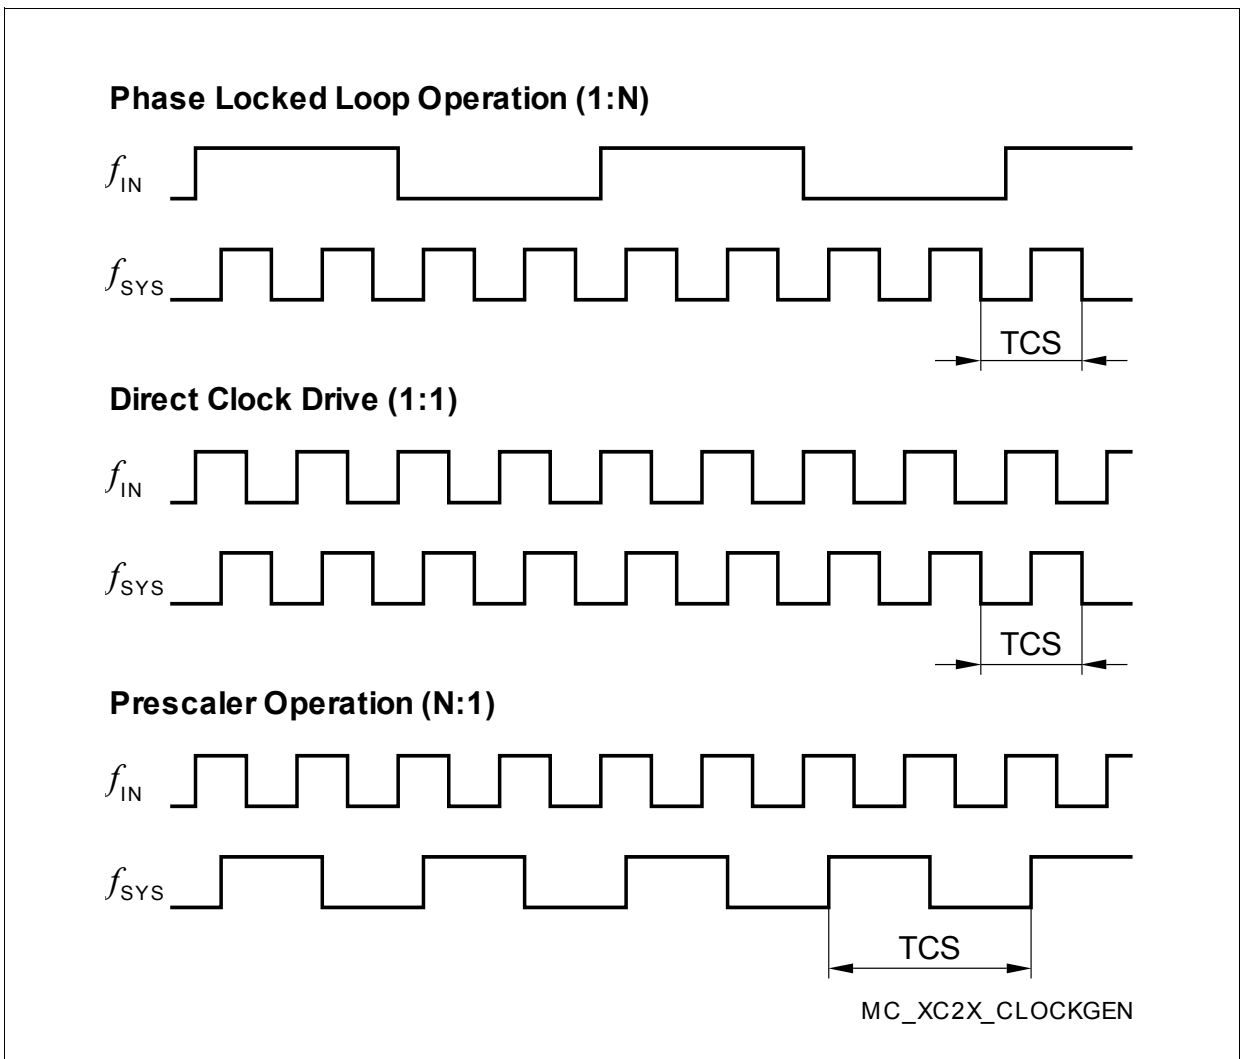 Phase Locked Loop Operation (1:N)
fIN
fSYS
TCS
Direct Clock Drive (1:1)
fIN
fSYS
TCS
Prescaler Operation (N:1)
fIN
fSYS
TCS
MC_XC2X_CLOCKGEN